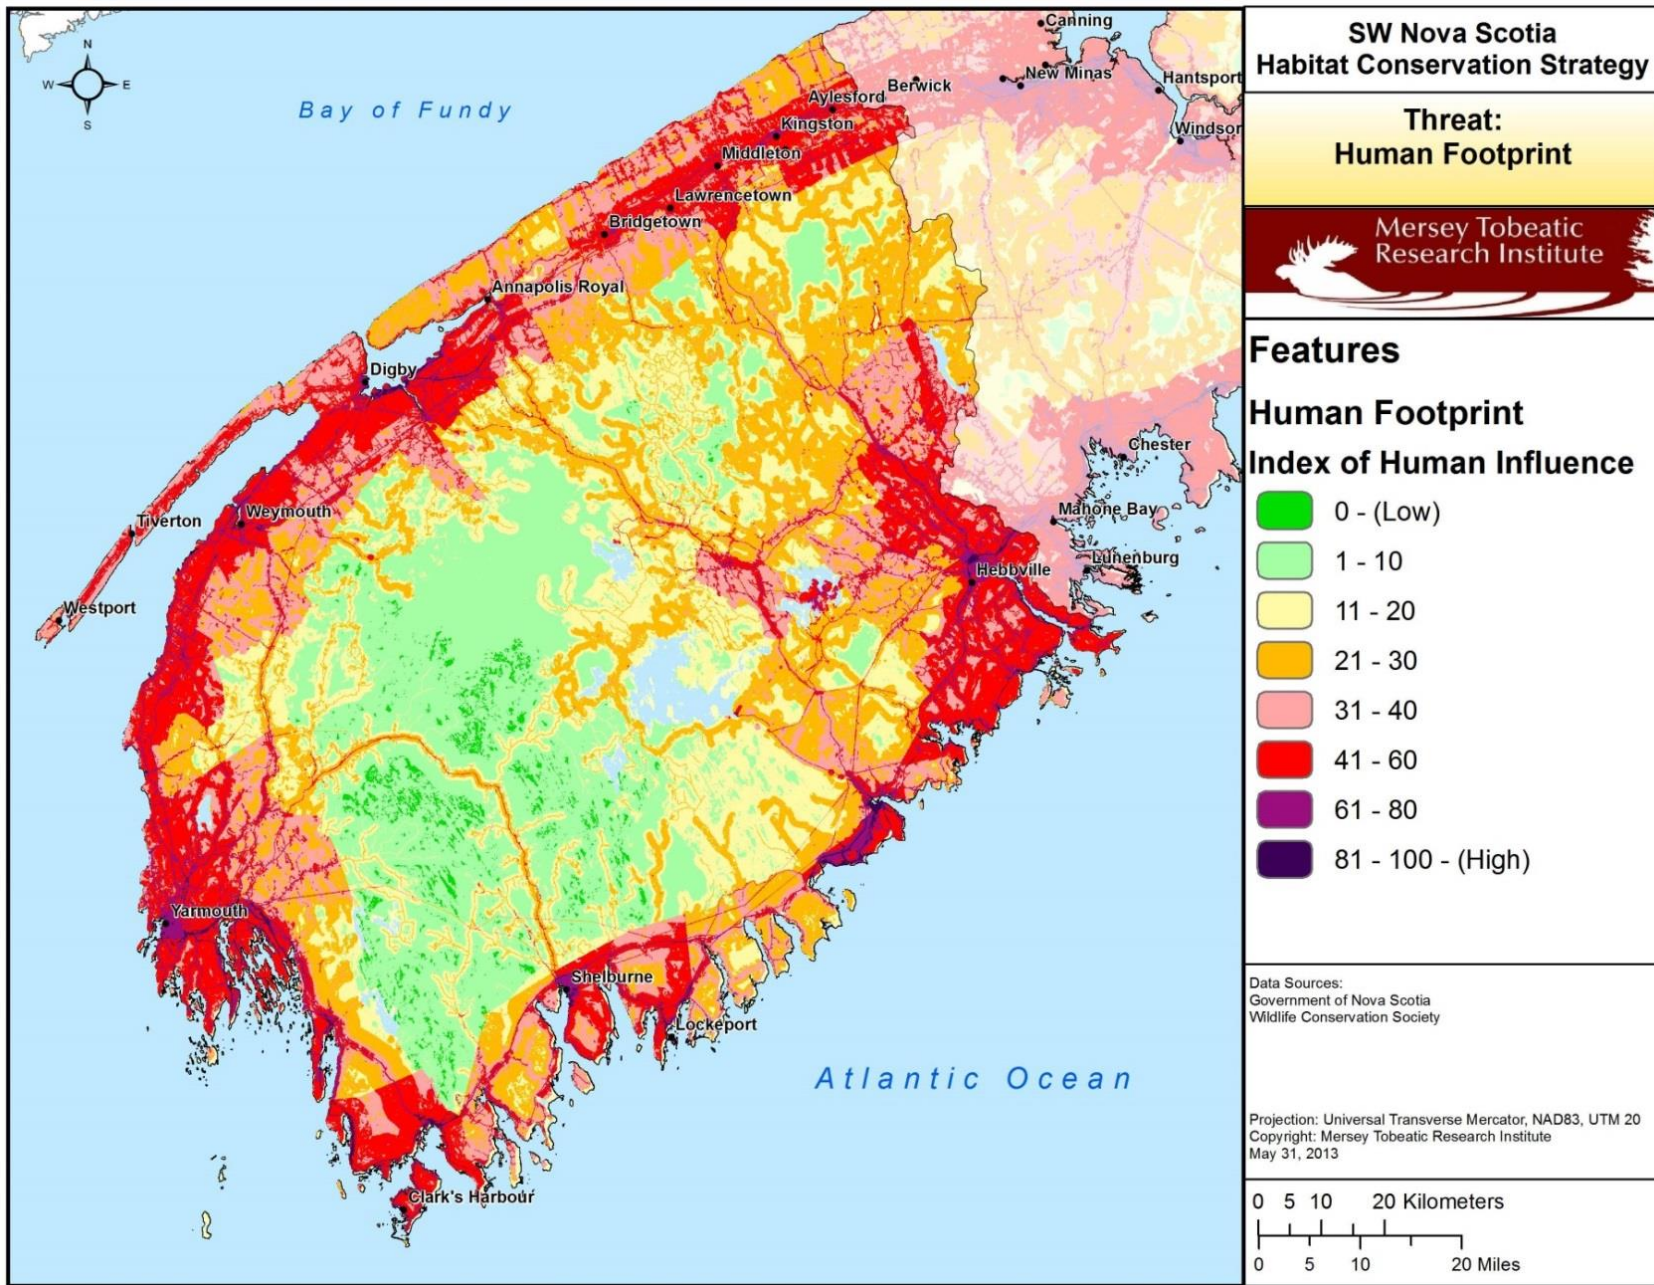 SW Nova Scotia
Habitat Conservation Strategy
Threat:
Human Footprint
Mersey Tobeatic
Research Institute
Features
Human Footprint
Index of Human Influence
0 - (Low)
1 - 10
11 - 20
21 - 30
31 - 40
41 - 60
61 - 80
81 - 100 - (High)
Data Sources:
Government of Nova Scotia
Wildlife Conservation Society
Projection: Universal Transverse Mercator, NAD83, UTM 20
Copyright: Mersey Tobeatic Research Institute
May 31, 2013
0 5 10 20 Kilometers
0 5 10 20 Miles
N
W E
S
Bay of Fundy
Canning
New Minas
Hantsport
Berwick
Aylesford
Kingston
Windsor
Middleton
Lawrencetown
Bridgetown
Annapolis Royal
Digby
Chester
Weymouth
Tiverton
Mahone Bay
Lunenburg
Hebbville
Westport
Yarmouth
Shelburne
Lockeport
Atlantic Ocean
Clark's Harbour